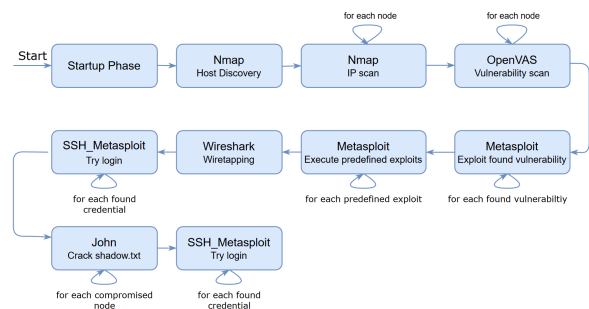 for each node
for each node
Start
Startup Phase
Nmap
Host Discovery
Nmap
IP scan
OpenVAS
Vulnerability scan
SSH_Metasploit
Try login
Wireshark
Wiretapping
Metasploit
Execute predefined exploits
Metasploit
Exploit found vulnerability
for each found
credential
for each predefined exploit
for each found vulnerabiltiy
John
Crack shadow.txt
SSH_Metasploit
Try login
for each compromised
node
for each found
credential